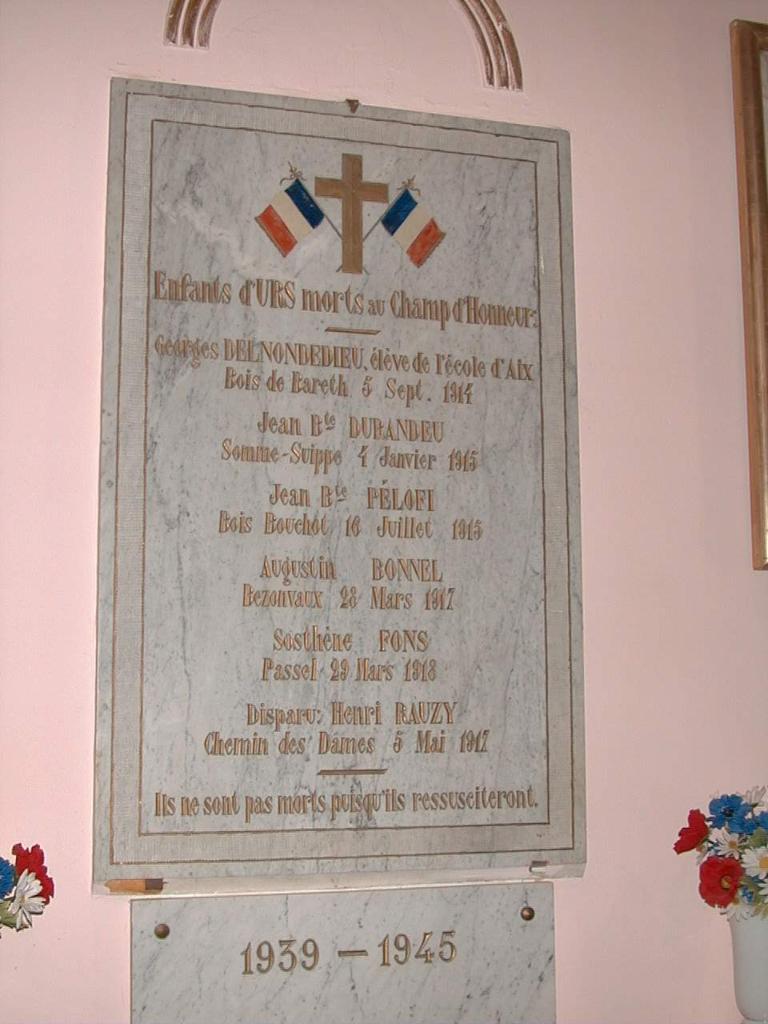 Enfants d'URS morts au Champ d'Honneur:
Georges DELNONDEDIEU, élève de l'école d'Aix
Bois de Bareth 5 Sept. 1914
Jean Bte DURANDEU
Somme-Suippe 4 Janvier 1915
Jean Bte PÉLOFI
Bois Bouchot 16 Juillet 1915
Augustin BONNEL
Bezonvaux 28 Mars 1917
Sosthène FONS
Passel 29 Mars 1918
Disparu: Henri RAUZY
Chemin des Dames 5 Mai 1917
Ils ne sont pas morts puisqu'ils ressusciteront.
1939 – 1945